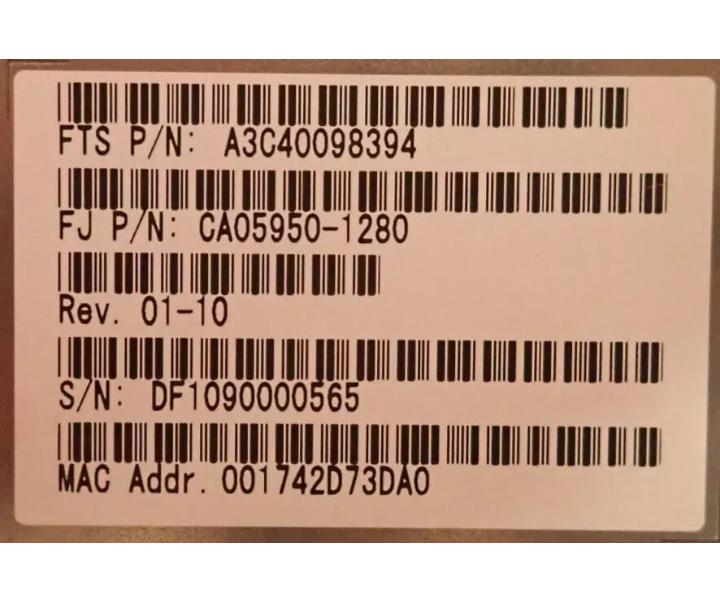 FTS P/N: A3C40098394
FJ P/N: CA05950-1280
Rev. 01-10
S/N: DF1090000565
MAC Addr. 001742D73DA0